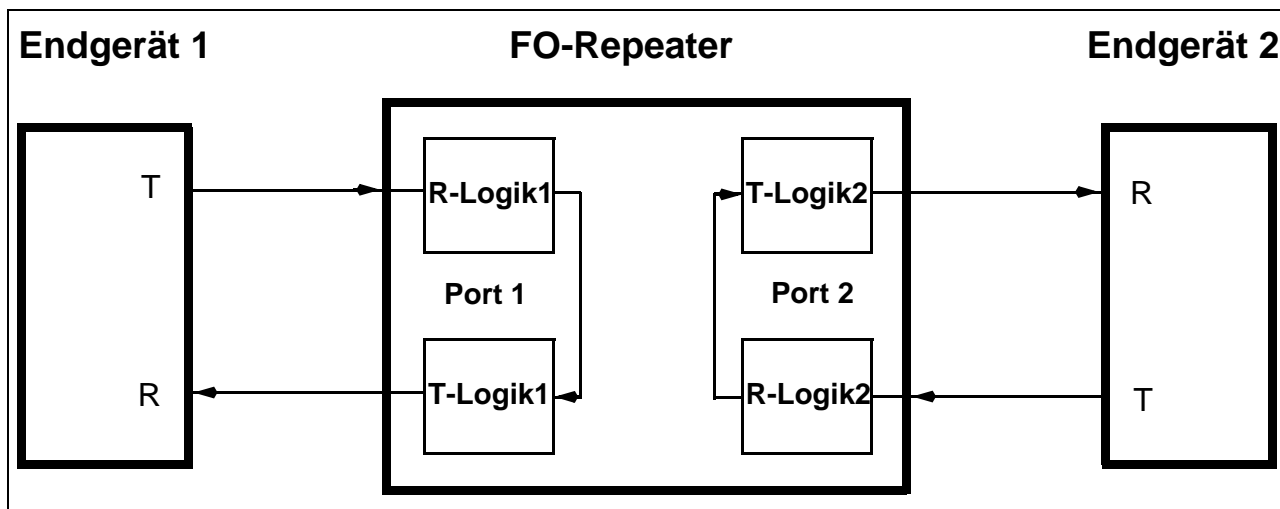 Endgerät 1 FO-Repeater Endgerät 2
T R-Logik1 T-Logik2 R
Port 1 Port 2
R T-Logik1 R-Logik2 T